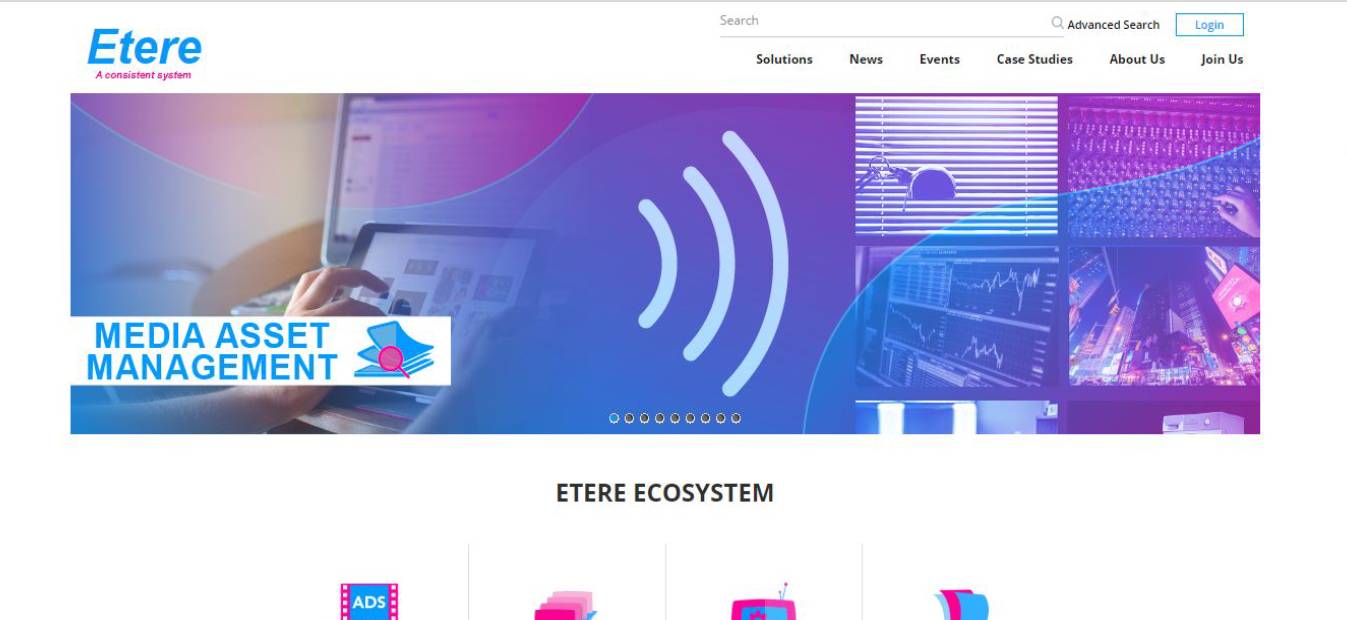 Search
Advanced Search
Login
Etere
A consistent system
Solutions
News
Events
Case Studies
About Us
Join Us
MEDIA ASSET
MANAGEMENT
ETERE ECOSYSTEM
ADS